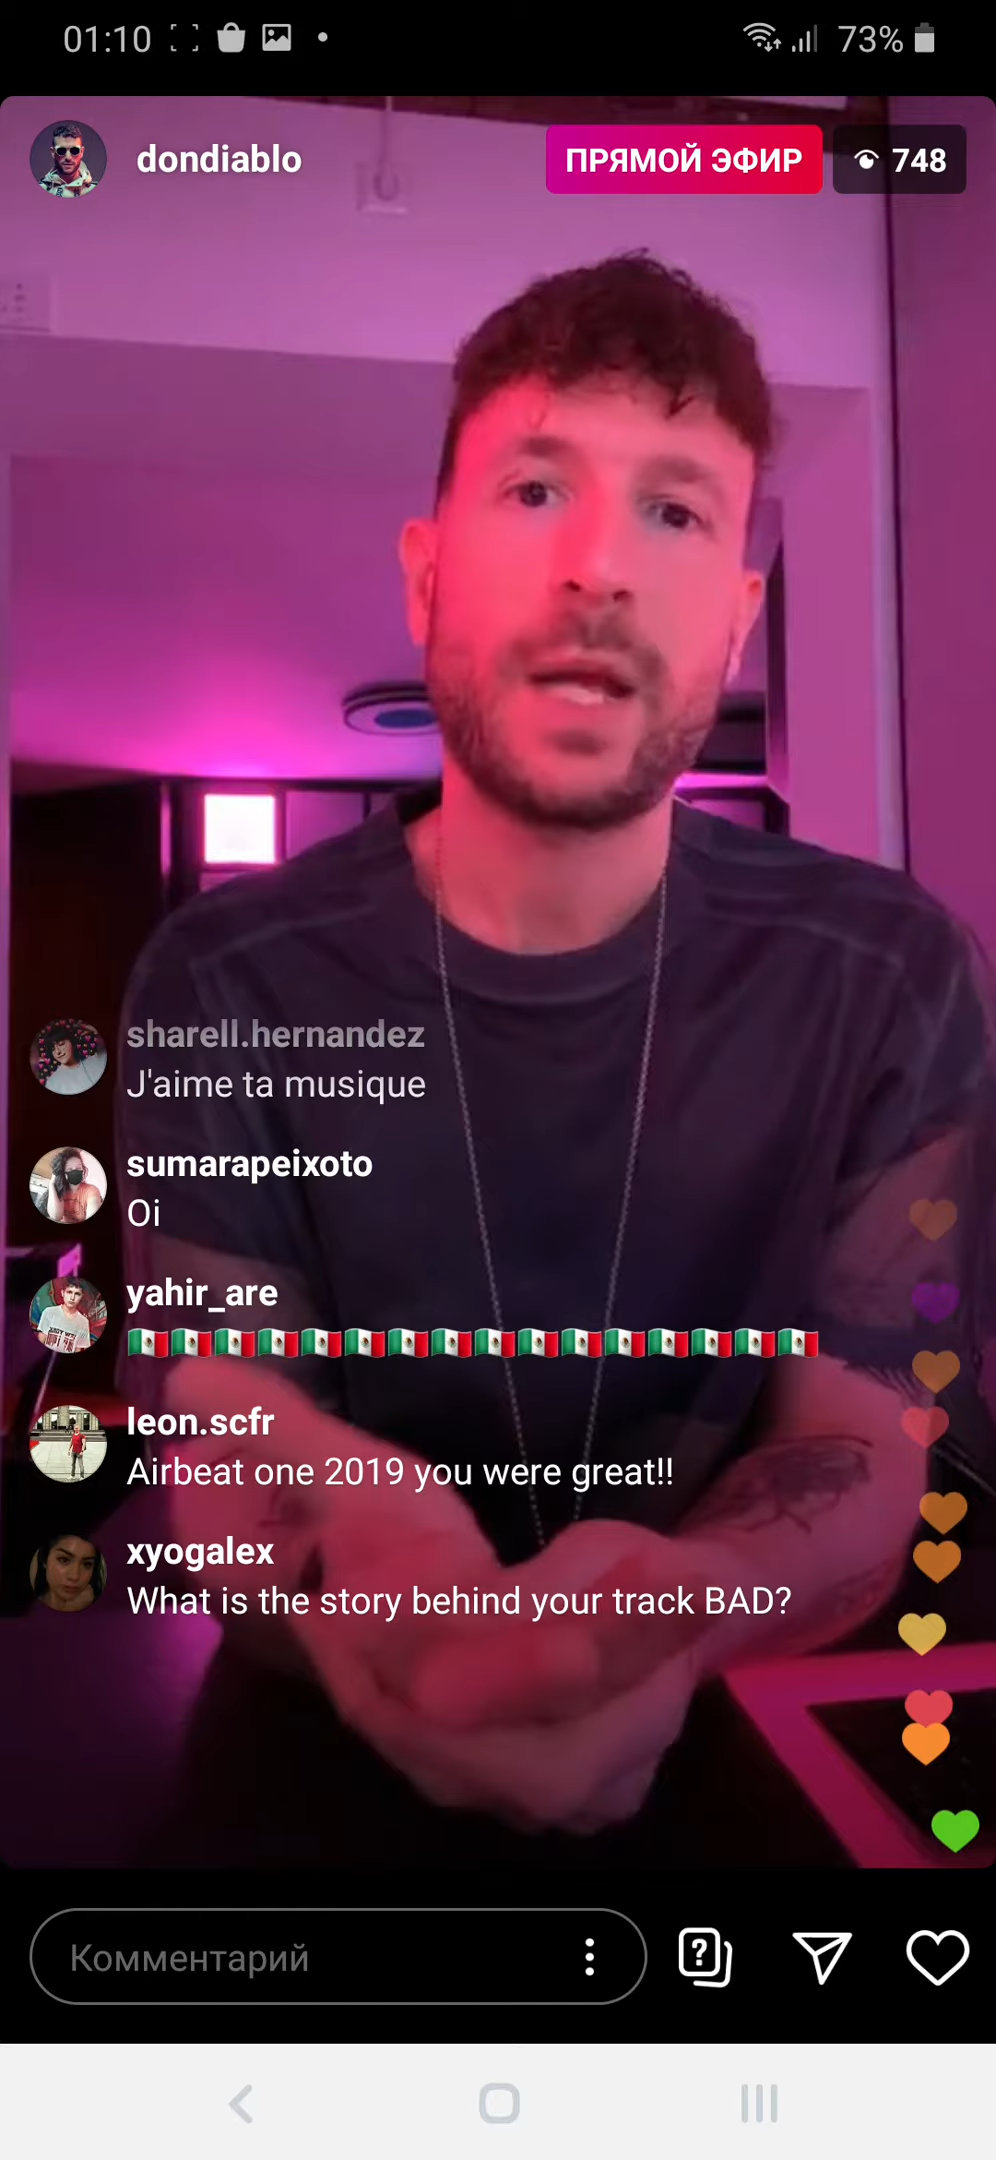 01:10 73%
dondiablo ПРЯМОЙ ЭФИР 748
sharell.hernandez
J'aime ta musique
sumarapeixoto
Oi
yahir_are
🇲🇽🇲🇽🇲🇽🇲🇽🇲🇽🇲🇽🇲🇽🇲🇽🇲🇽🇲🇽🇲🇽🇲🇽🇲🇽🇲🇽🇲🇽🇲🇽
leon.scfr
Airbeat one 2019 you were great!!
xyogalex
What is the story behind your track BAD?
Комментарий